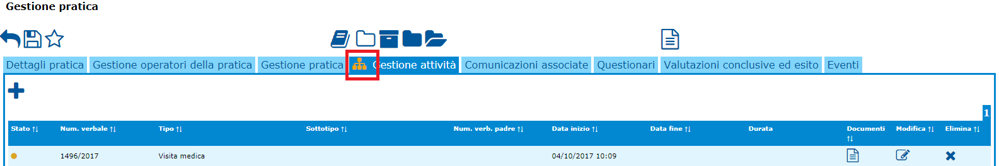 Gestione pratica
Dettagli pratica Gestione operatori della pratica Gestione pratica Gestione attività Comunicazioni associate Questionari Valutazioni conclusive ed esito Eventi
1
Stato Num. verbale Tipo Sottotipo Num. verb. padre Data inizio Data fine Durata Documenti Modifica Elimina
1496/2017 Visita medica 04/10/2017 10:09